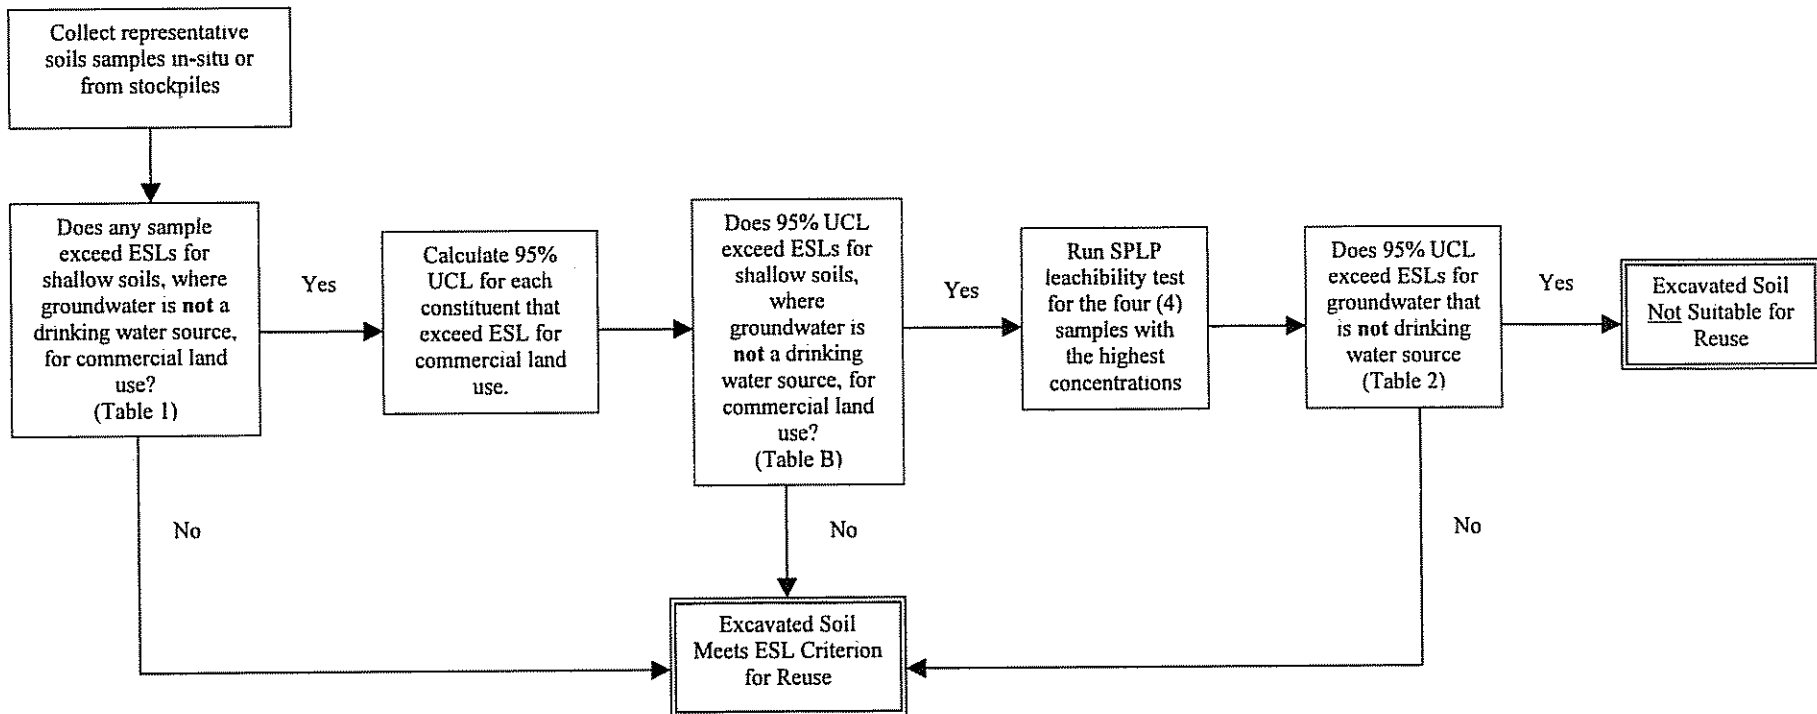 Collect representative
soils samples in-situ or
from stockpiles
Does any sample
exceed ESLs for
shallow soils, where
groundwater is not a
drinking water source,
for commercial land
use?
(Table 1)
Yes
Calculate 95%
UCL for each
constituent that
exceed ESL for
commercial land
use.
Does 95% UCL
exceed ESLs for
shallow soils,
where
groundwater is
not a drinking
water source, for
commercial land
use?
(Table B)
Yes
Run SPLP
leachibility test
for the four (4)
samples with
the highest
concentrations
Does 95% UCL
exceed ESLs for
groundwater that
is not drinking
water source
(Table 2)
Yes
Excavated Soil
Not Suitable for
Reuse
No
No
No
Excavated Soil
Meets ESL Criterion
for Reuse